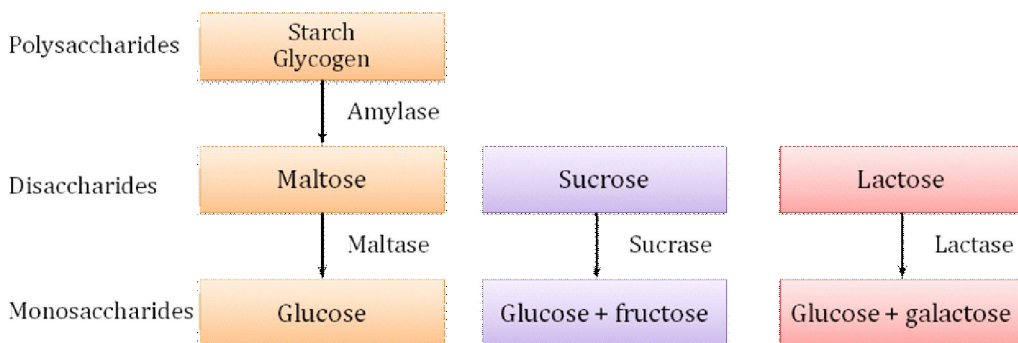 Polysaccharides
Starch
Glycogen
Amylase
Disaccharides
Maltose
Sucrose
Lactose
Maltase
Sucrase
Lactase
Monosaccharides
Glucose
Glucose + fructose
Glucose + galactose